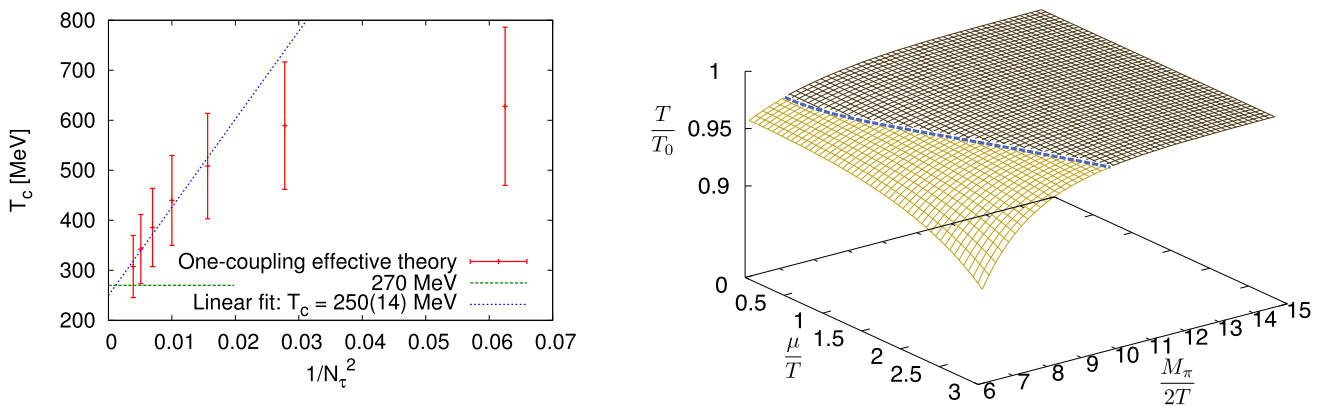 800
700
600
500
400
300
200
T_c [MeV]
One-coupling effective theory
270 MeV
Linear fit: T_c = 250(14) MeV
0 0.01 0.02 0.03 0.04 0.05 0.06 0.07
1/N_τ^2
1
0.95
0.9
T/T_0
0 0.5 1 1.5 2 2.5 3
μ/T
6 7 8 9 10 11 12 13 14 15
M_π/2T